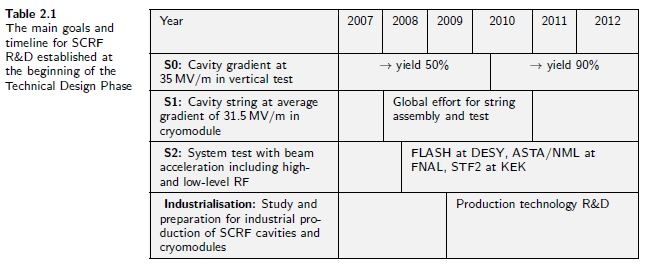 Table 2.1
The main goals and
timeline for SCRF
R&D established at
the beginning of the
Technical Design Phase
Year 2007 2008 2009 2010 2011 2012
S0: Cavity gradient at
35 MV/m in vertical test
→ yield 50% → yield 90%
S1: Cavity string at average
gradient of 31.5 MV/m in
cryomodule
Global effort for string
assembly and test
S2: System test with beam
acceleration including high-
and low-level RF
FLASH at DESY, ASTA/NML at
FNAL, STF2 at KEK
Industrialisation: Study and
preparation for industrial pro-
duction of SCRF cavities and
cryomodules
Production technology R&D